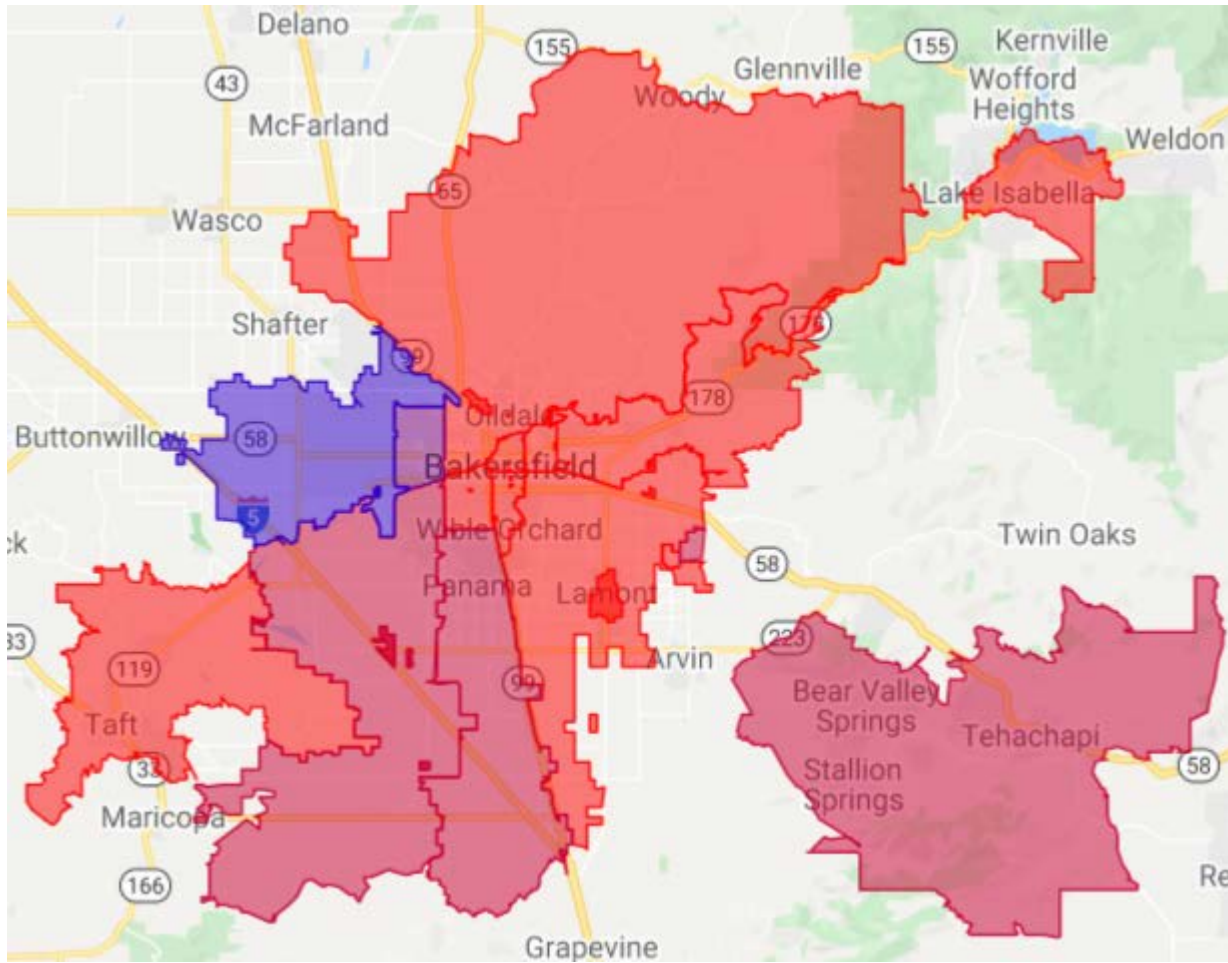 Delano
155
155
Kernville
Glennville
Wofford
Heights
43
Woody
McFarland
Weldon
65
Lake Isabella
Wasco
Shafter
99
178
178
Oildale
Buttonwillow
58
Bakersfield
5
Wible Orchard
Twin Oaks
ck
58
Panama
Lamont
33
223
119
Arvin
99
Bear Valley
Springs
Taft
Tehachapi
33
58
Stallion
Springs
Maricopa
166
Re
Grapevine